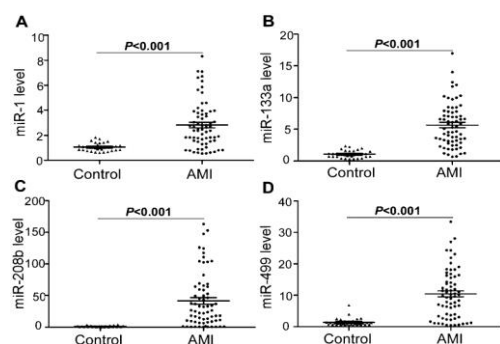 A
P<0.001
miR-1 level
10
8
6
4
2
0
Control
AMI
B
P<0.001
miR-133a level
20
15
10
5
0
Control
AMI
C
P<0.001
miR-208b level
200
150
100
50
0
Control
AMI
D
P<0.001
miR-499 level
40
30
20
10
0
Control
AMI